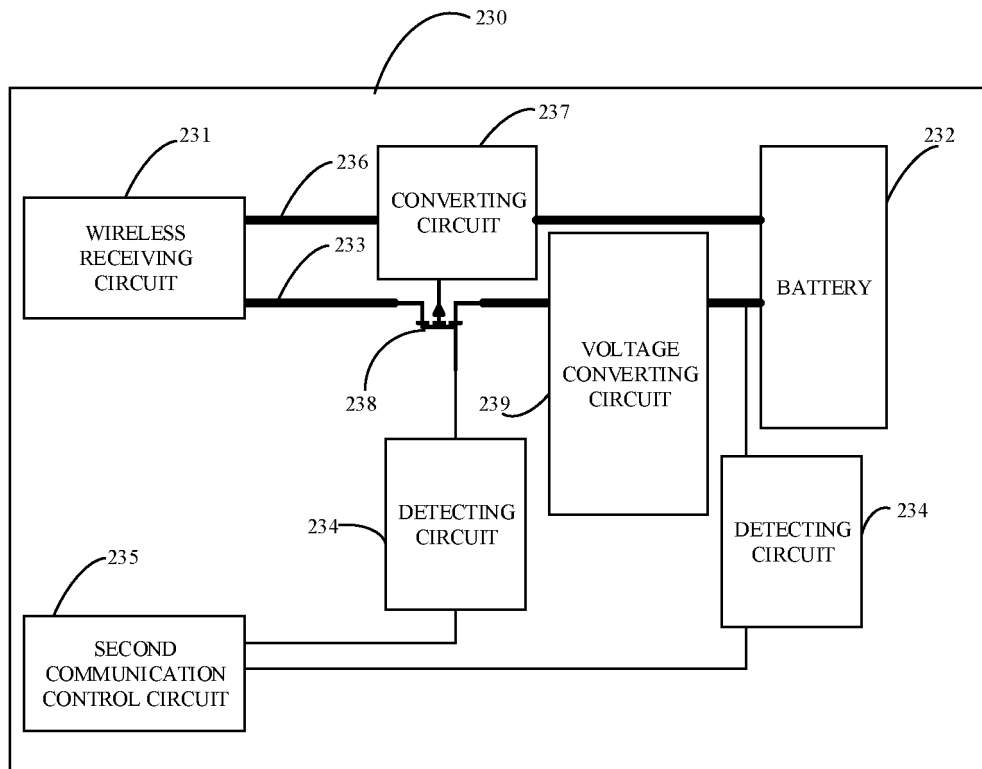 230
231
236
237
232
WIRELESS
RECEIVING
CIRCUIT
233
CONVERTING
CIRCUIT
BATTERY
238
239
VOLTAGE
CONVERTING
CIRCUIT
234
DETECTING
CIRCUIT
DETECTING
CIRCUIT
234
235
SECOND
COMMUNICATION
CONTROL CIRCUIT